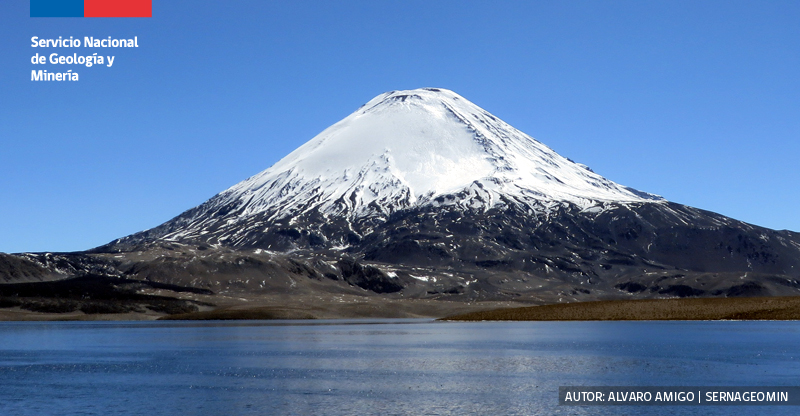 Servicio Nacional
de Geología y
Minería
AUTOR: ALVARO AMIGO | SERNAGEOMIN